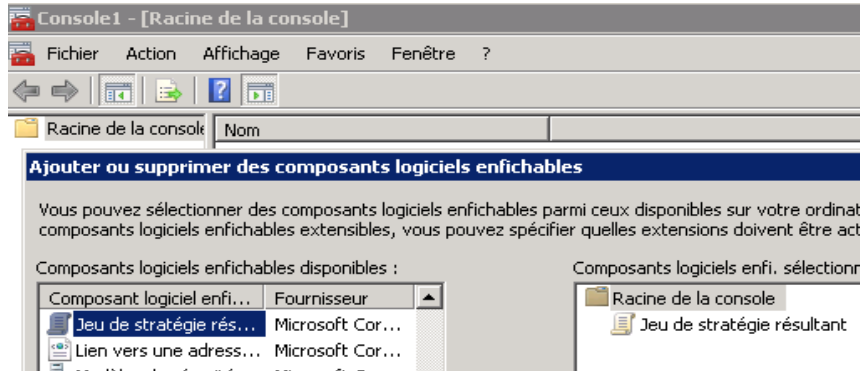 Console1 - [Racine de la console]
Fichier Action Affichage Favoris Fenêtre ?
Racine de la console Nom
Ajouter ou supprimer des composants logiciels enfichables
Vous pouvez sélectionner des composants logiciels enfichables parmi ceux disponibles sur votre ordinat
composants logiciels enfichables extensibles, vous pouvez spécifier quelles extensions doivent être act
Composants logiciels enfichables disponibles : Composants logiciels enfi. sélectionn
Composant logiciel enfi... Fournisseur Racine de la console
Jeu de stratégie rés... Microsoft Cor... Jeu de stratégie résultant
Lien vers une adress... Microsoft Cor...